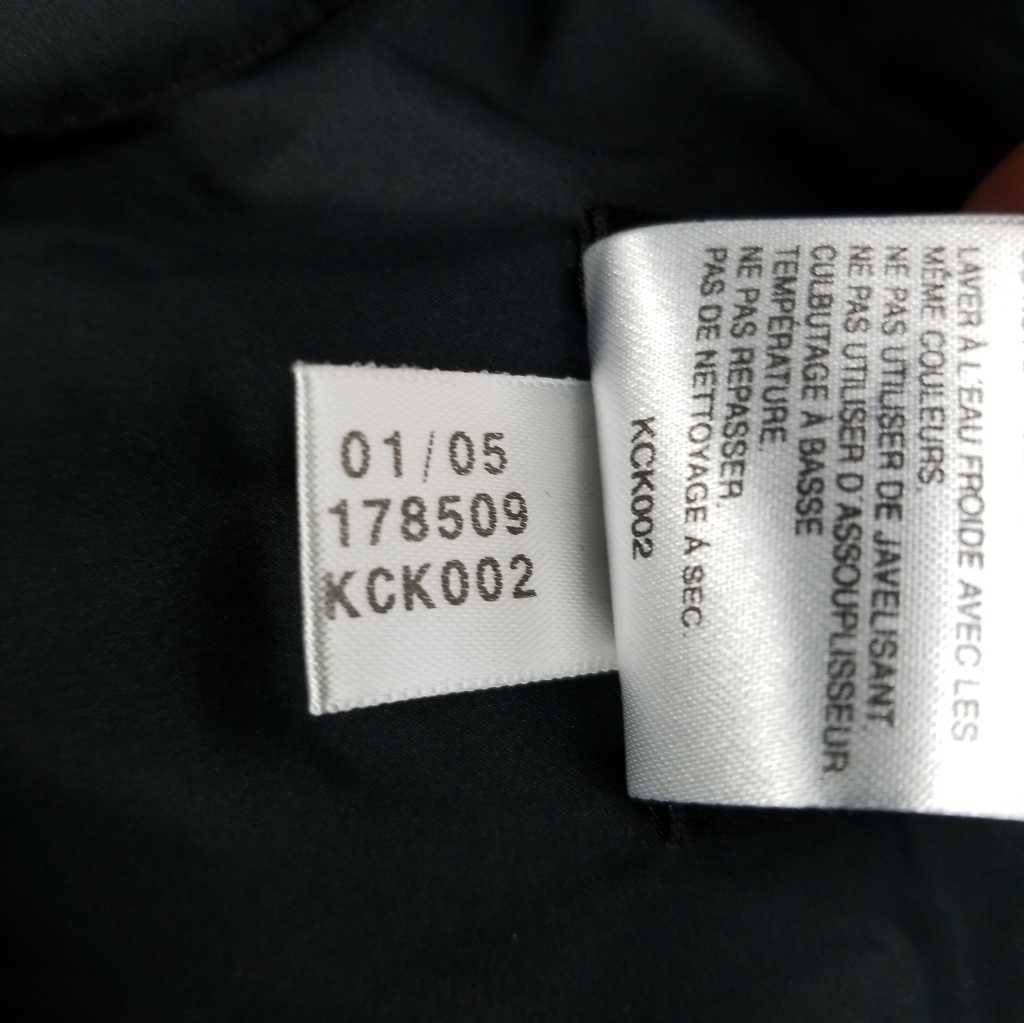 01/05
178509
KCK002
LAVER À L'EAU FROIDE AVEC LES
MÊME COULEURS
NE PAS UTILISER DE JAVELISANT.
NE PAS UTILISER D'ASSOUPLISSEUR.
CULBUTAGE À BASSE
TEMPÉRATURE.
NE PAS REPASSER.
PAS DE NETTOYAGE À SEC.
KCK002